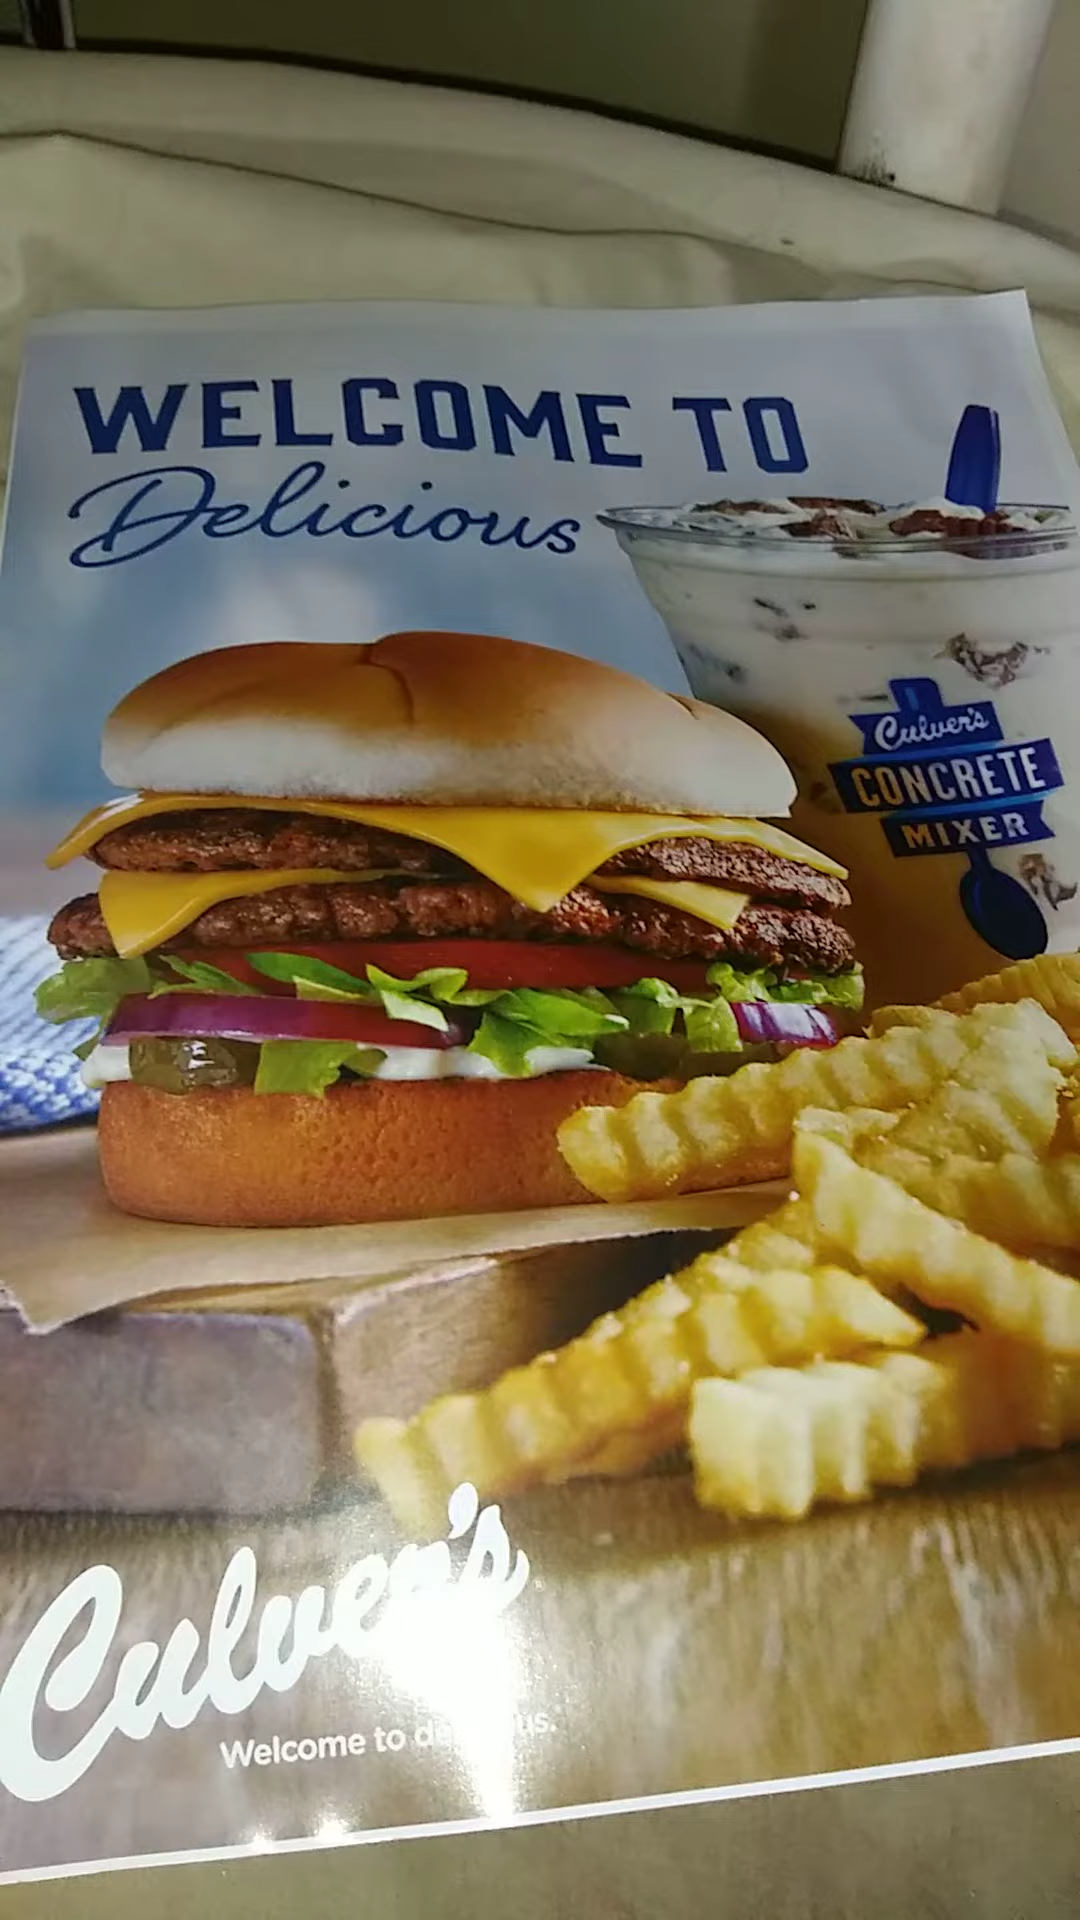 WELCOME TO
Delicious
Culver's
CONCRETE
MIXER
Culver's
Welcome to